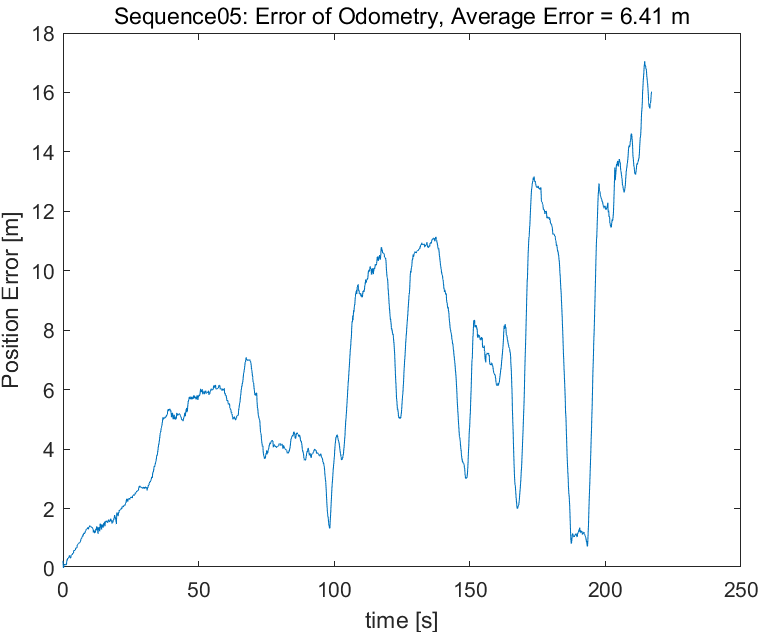 Sequence05: Error of Odometry, Average Error = 6.41 m
18
16
14
12
10
8
6
4
2
0
Position Error [m]
0 50 100 150 200 250
time [s]